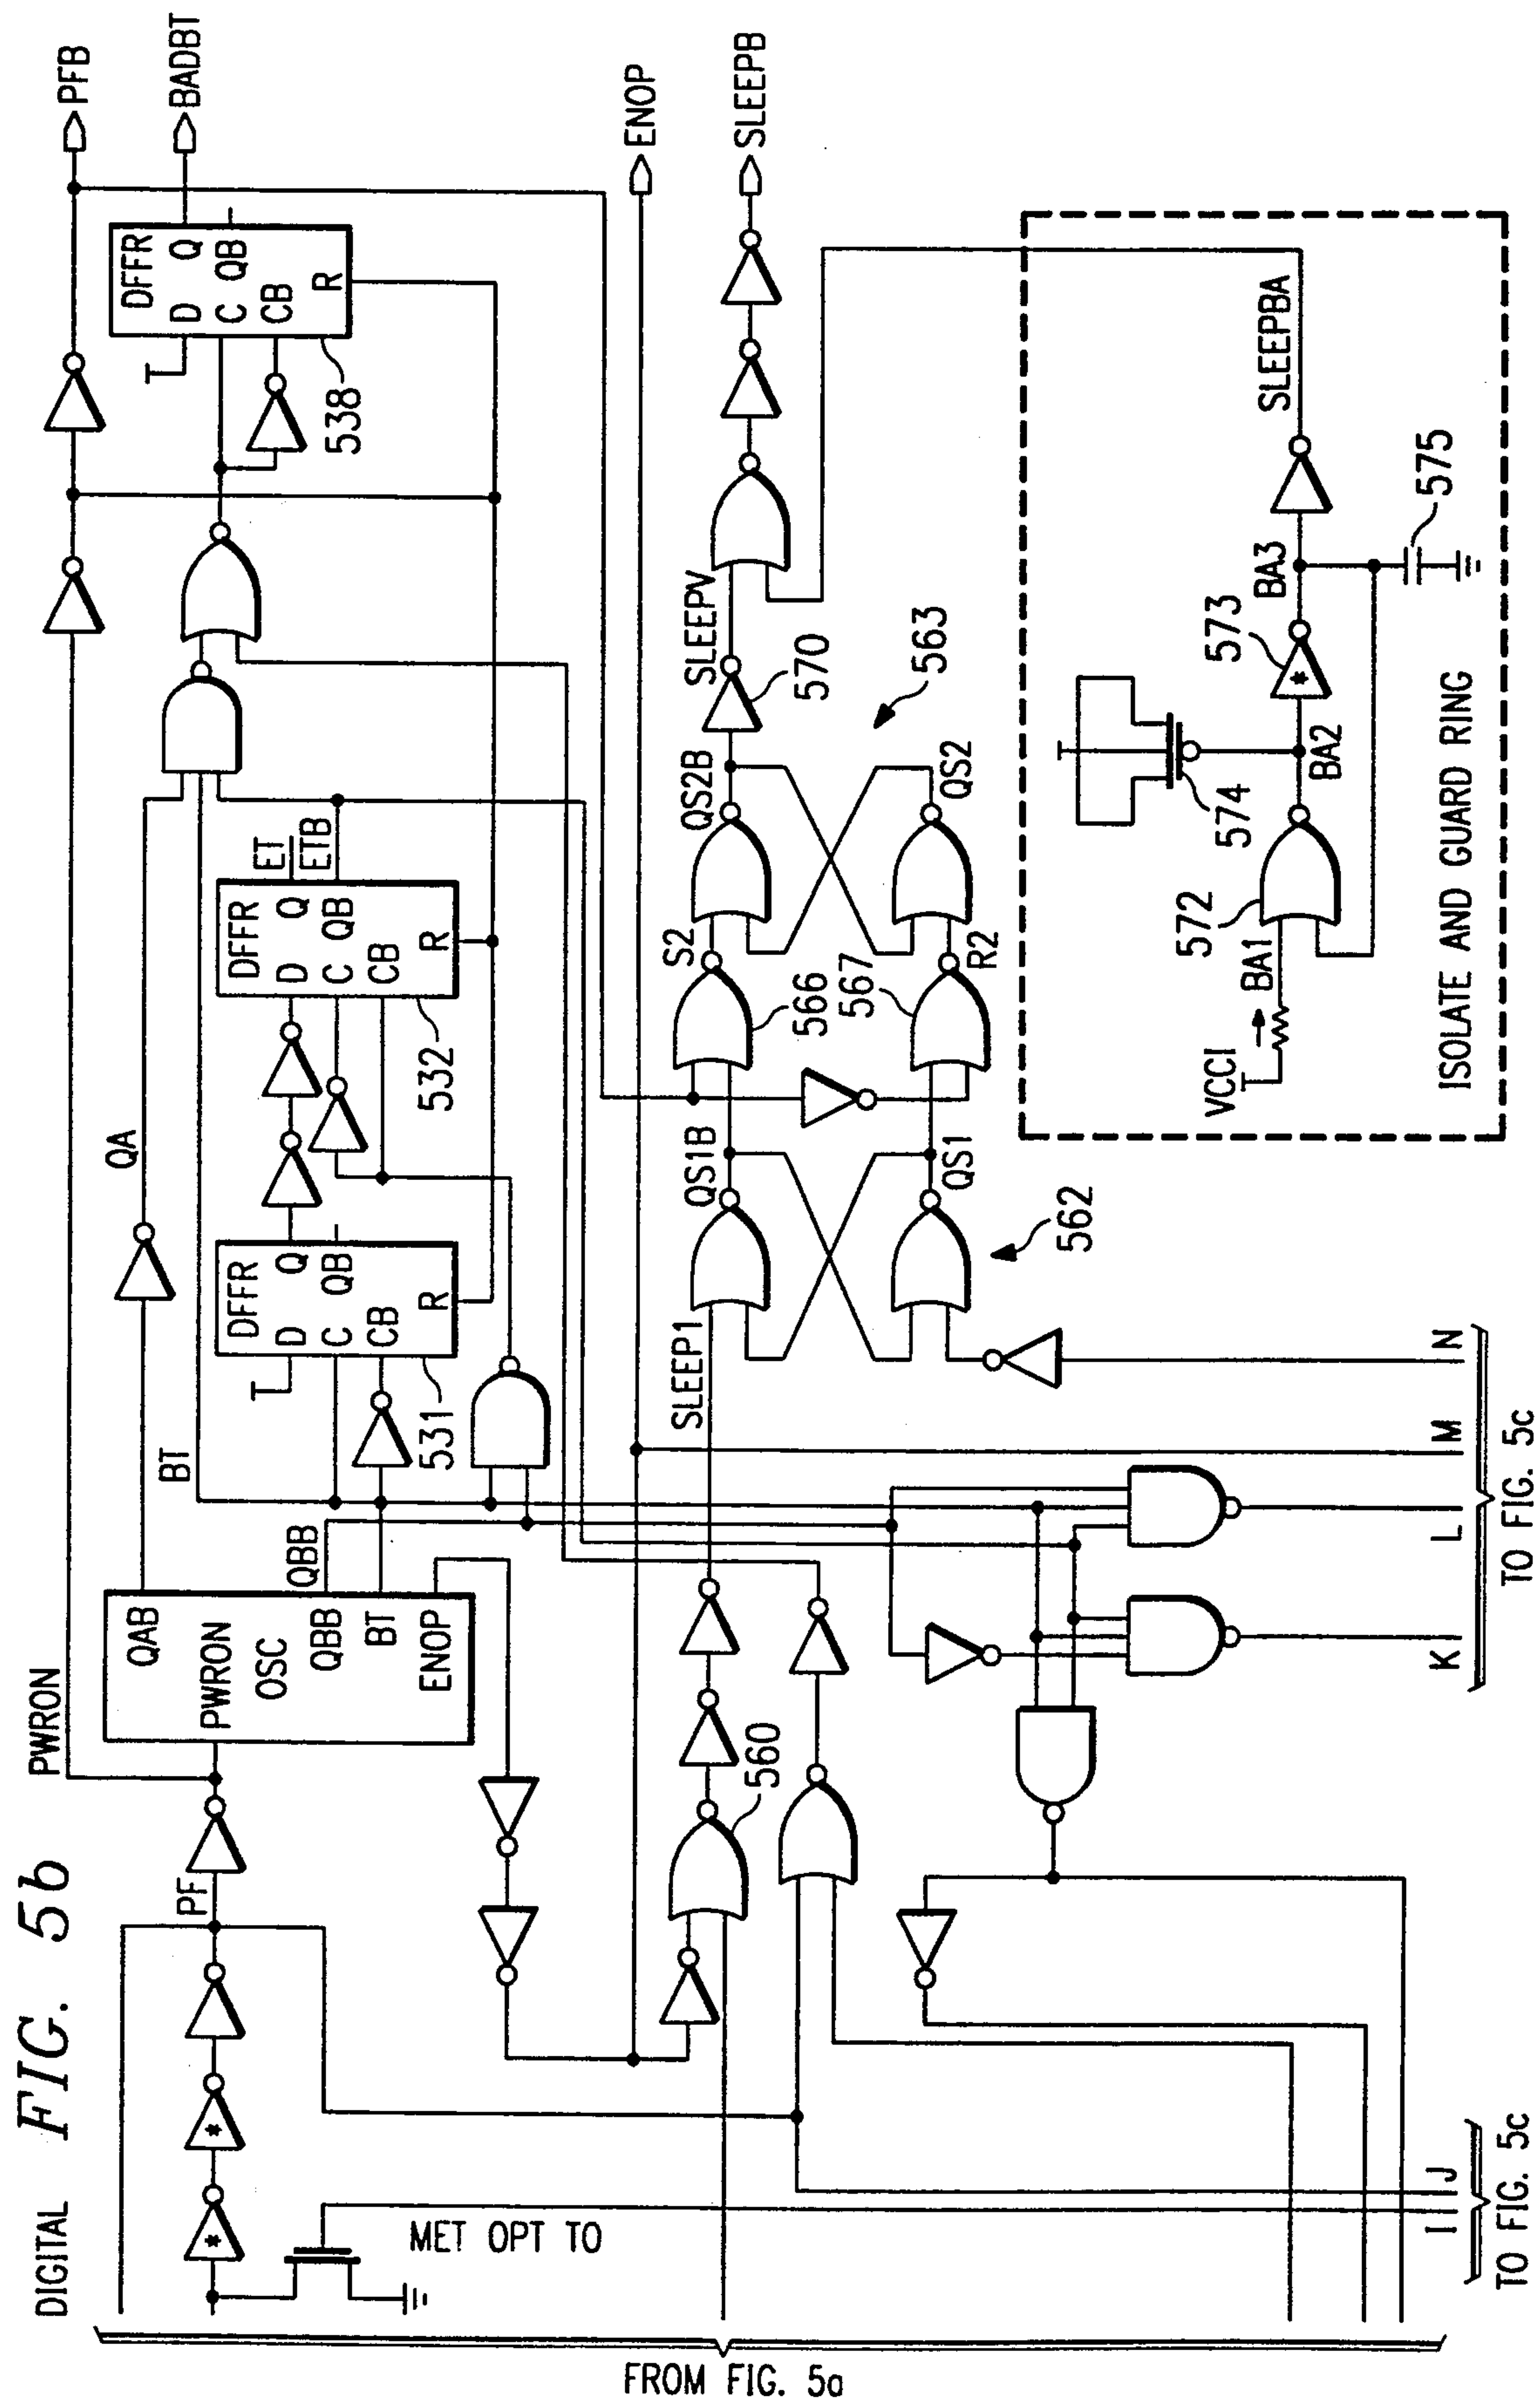 DIGITAL FIG. 5b
FROM FIG. 5a
PF
PWRON
QAB
PWRON
OSC
QBB
BT
ENOP
QBB
BT
QA
DFFR
D Q
C QB
CB
R
531
DFFR
D Q
C QB
CB
R
532
ET
ETB
DFFR
D Q
C QB
CB
R
538
PFB
BADBT
ENOP
SLEEPB
MET OPT TO
560
SLEEP1
QS1B
QS1
562
S2
566
567
R2
QS2B
QS2
563
SLEEPV
570
VCCI
BA1
572
574
BA2
573
*
BA3
575
SLEEPBA
ISOLATE AND GUARD RING
*
*
I J
TO FIG. 5c
K L M N
TO FIG. 5c